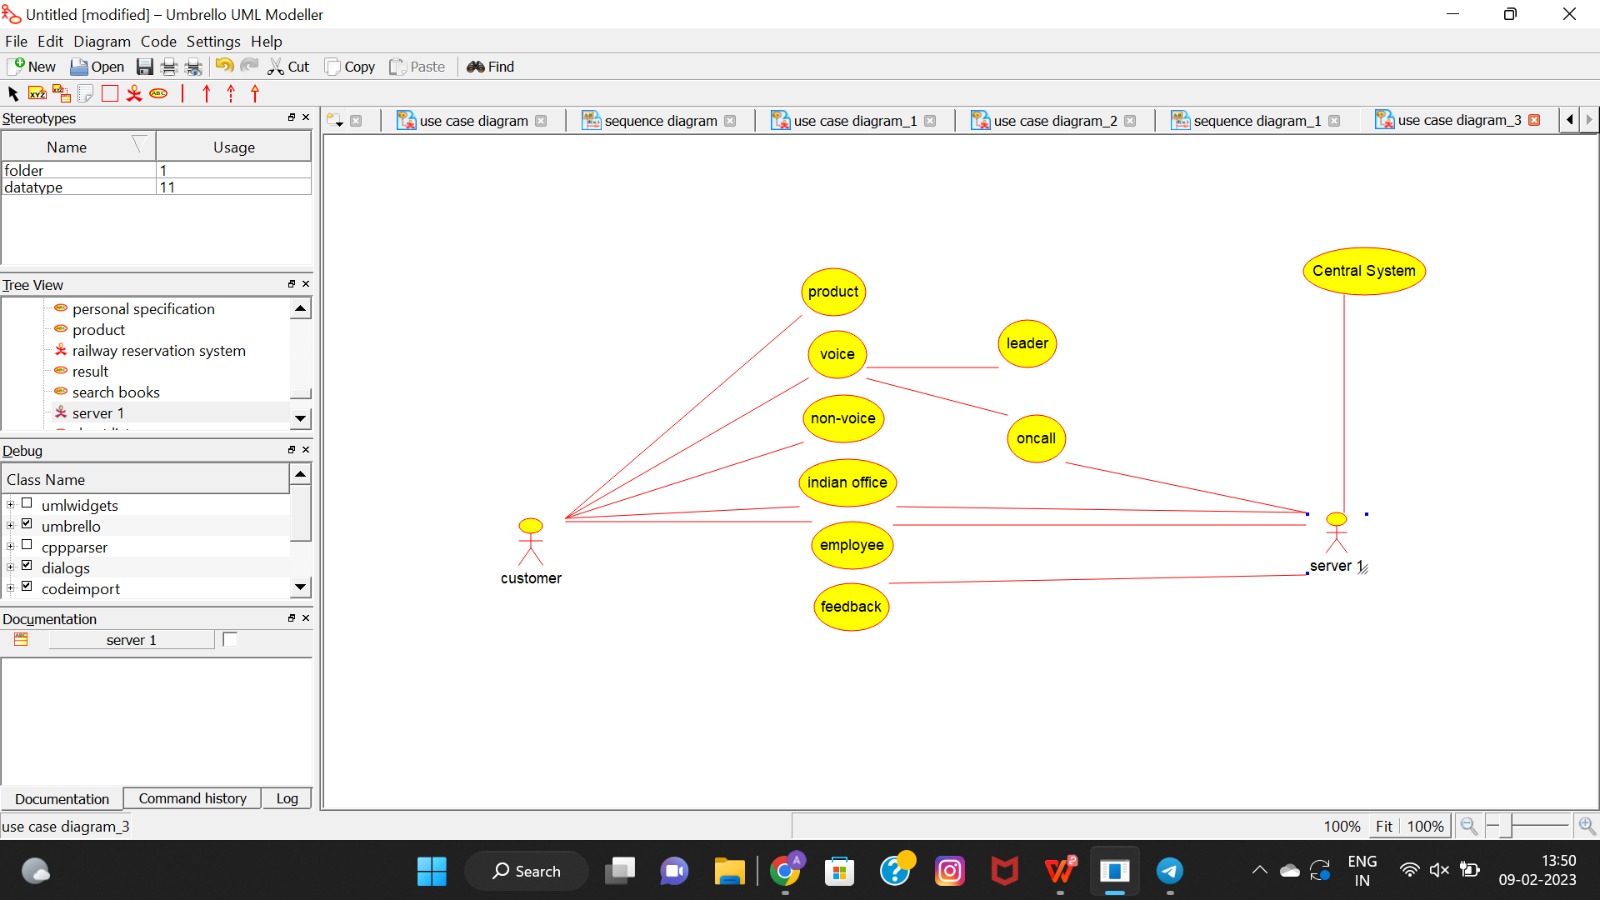 Untitled [modified] – Umbrello UML Modeller
File Edit Diagram Code Settings Help
New Open Cut Copy Paste Find
XYZ ABC
Stereotypes
Name Usage
folder 1
datatype 11
use case diagram sequence diagram use case diagram_1 use case diagram_2 sequence diagram_1 use case diagram_3
Tree View
personal specification
product
railway reservation system
result
search books
server 1
Debug
Class Name
umlwidgets
umbrello
cppparser
dialogs
codeimport
Documentation
server 1
Documentation Command history Log
Central System
product
leader
voice
non-voice
oncall
indian office
employee
customer
server 1
feedback
use case diagram_3
100% Fit 100%
Search
ENG
IN
13:50
09-02-2023